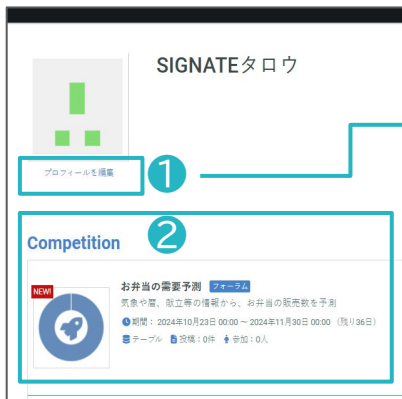 SIGNATEタロウ
プロフィールを編集
1
2
Competition
NEW!
お弁当の需要予測 フォーラム
気象や暦、献立等の情報から、お弁当の販売数を予測
期間： 2024年10月23日 00:00 ～ 2024年11月30日 00:00 （残り36日）
テーブル 投稿：0件 参加：0人